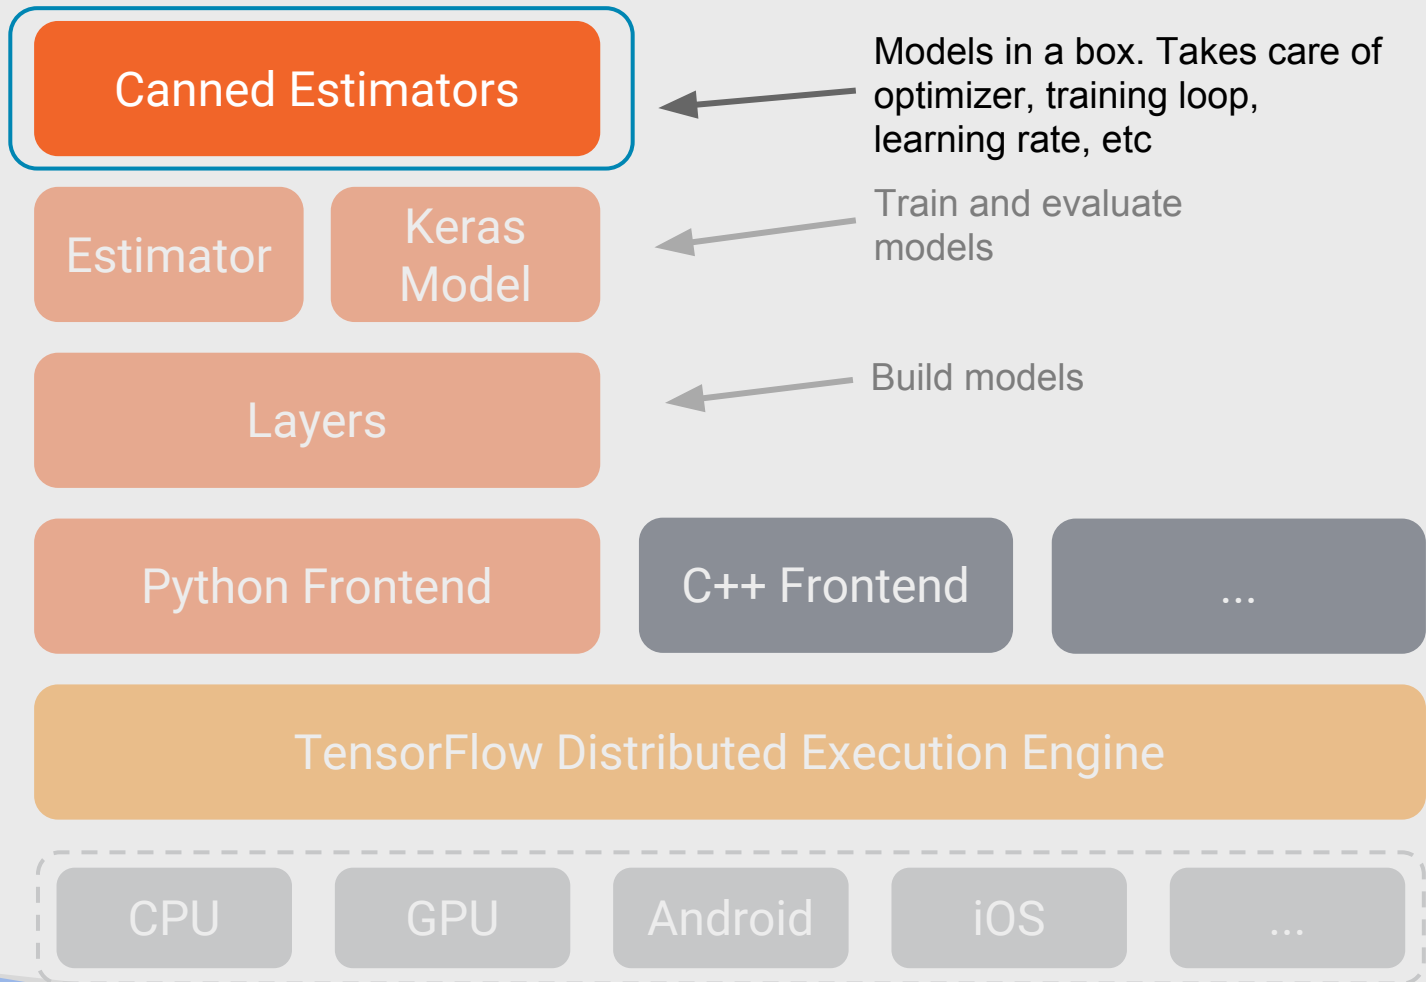 Canned Estimators
Models in a box. Takes care of
optimizer, training loop,
learning rate, etc
Estimator
Keras
Model
Train and evaluate
models
Layers
Build models
Python Frontend
C++ Frontend
...
TensorFlow Distributed Execution Engine
CPU
GPU
Android
iOS
...